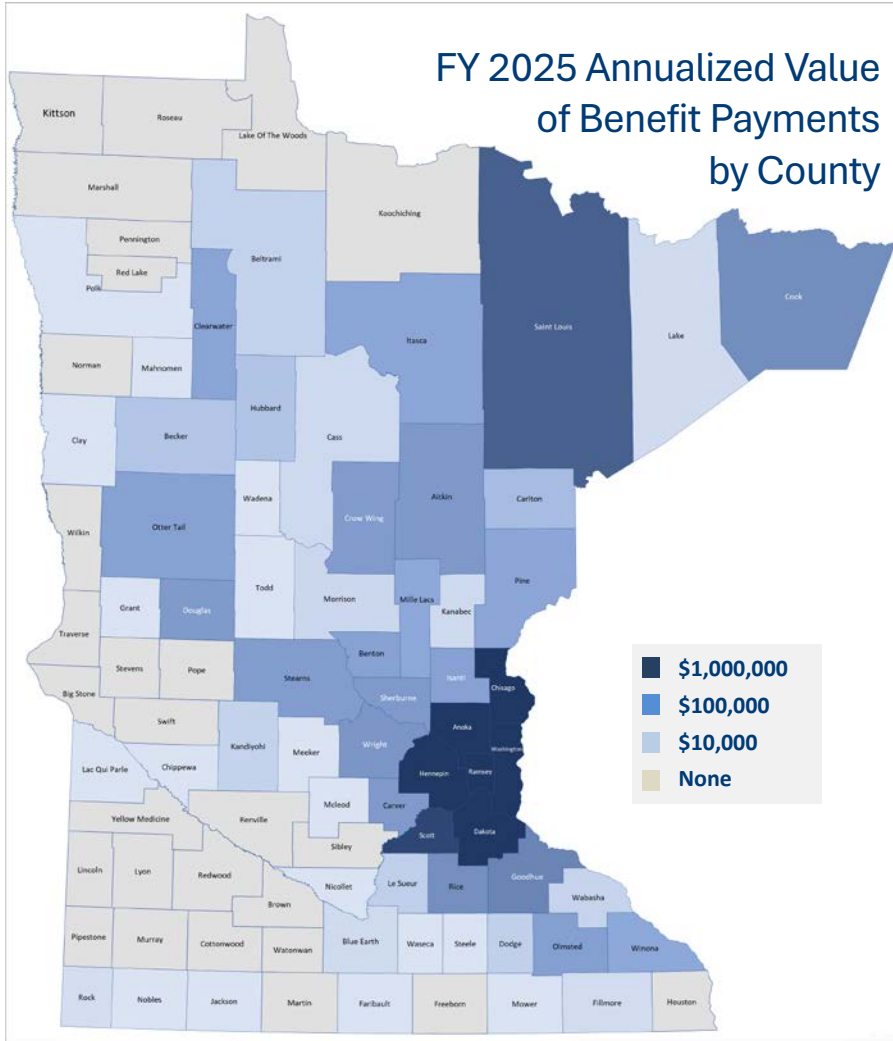 FY 2025 Annualized Value
of Benefit Payments
by County
Kittson
Roseau
Lake Of The Woods
Marshall
Koochiching
Pennington
Beltrami
Red Lake
Polk
Cook
Clearwater
Saint Louis
Lake
Itasca
Norman
Mahnomen
Hubbard
Clay
Becker
Cass
Wadena
Aitkin
Carlton
Crow Wing
Otter Tail
Wilkin
Pine
Todd
Morrison
Mille Lacs
Grant
Douglas
Kanabec
Traverse
Benton
Stevens
Pope
Stearns
Isanti
Chisago
Big Stone
Sherburne
Swift
Anoka
Kandiyohi
Meeker
Wright
Washington
Lac Qui Parle
Chippewa
Hennepin
Ramsey
Mcleod
Carver
Yellow Medicine
Renville
Scott
Dakota
Sibley
Lincoln
Lyon
Redwood
Nicollet
Le Sueur
Rice
Goodhue
Wabasha
Brown
Pipestone
Murray
Cottonwood
Watonwan
Blue Earth
Waseca
Steele
Dodge
Olmsted
Winona
Rock
Nobles
Jackson
Martin
Faribault
Freeborn
Mower
Fillmore
Houston
$1,000,000
$100,000
$10,000
None